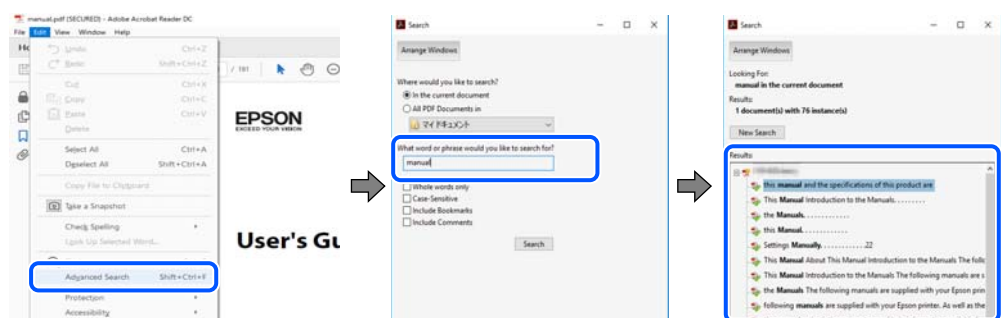 manual.pdf (SECURED) - Adobe Acrobat Reader DC
File Edit View Window Help
Undo Ctrl+Z
Shift+Ctrl+Z
Cut Ctrl+X
Copy Ctrl+C
Paste Ctrl+V
Delete
Select All Ctrl+A
Deselect All Shift+Ctrl+A
Copy File to Clipboard
Take a Snapshot
Check Spelling
Look Up Selected Word...
Advanced Search Shift+Ctrl+F
Protection
Accessibility
/ 181
EPSON
EXCEED YOUR VISION
User's Gu
Search
Arrange Windows
Where would you like to search?
In the current document
All PDF Documents in
マイ ドキュメント
What word or phrase would you like to search for?
manual
Whole words only
Case-Sensitive
Include Bookmarks
Include Comments
Search
Search
Arrange Windows
Looking For:
manual in the current document
Results:
1 document(s) with 76 instance(s)
New Search
Results:
this manual and the specifications of this product are
This Manual Introduction to the Manuals. . . . . . . .
the Manuals. . . . . . . . . . . .
this Manual. . . . . . . . . . . .
Settings Manually. . . . . . . . . . . .22
This Manual About This Manual Introduction to the Manuals The follo
This Manual Introduction to the Manuals The following manuals are s
the Manuals The following manuals are supplied with your Epson prin
following manuals are supplied with your Epson printer. As well as the